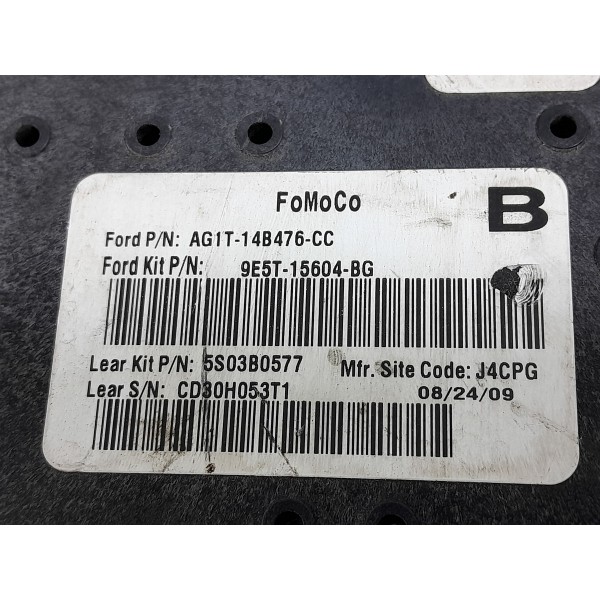 FoMoCo
B
Ford P/N: AG1T-14B476-CC
Ford Kit P/N: 9E5T-15604-BG
Lear Kit P/N: 5S03B0577 Mfr. Site Code: J4CPG
Lear S/N: CD30H053T1 08/24/09